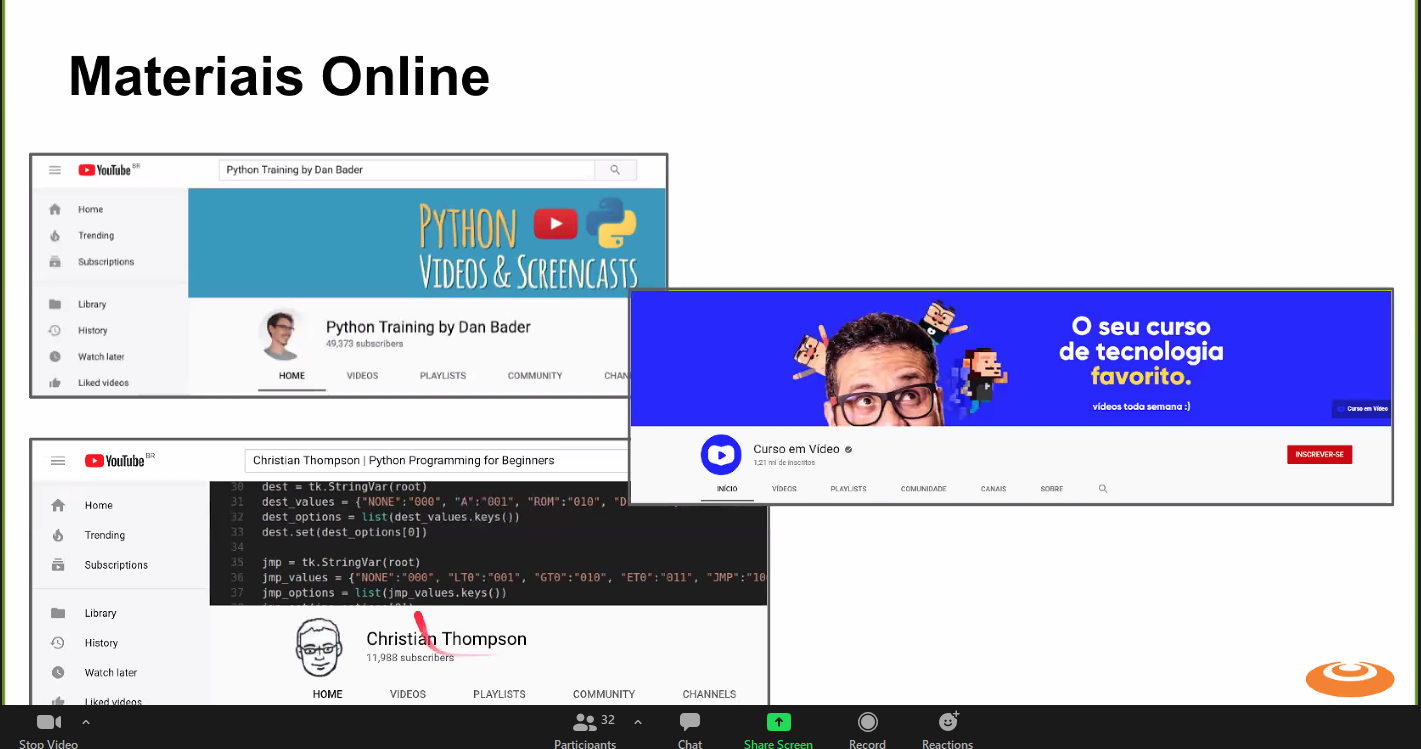 Materiais Online
YouTube BR
Python Training by Dan Bader
Home
Trending
Subscriptions
Library
History
Watch later
Liked videos
PYTHON
VIDEOS & SCREENCASTS
Python Training by Dan Bader
49,373 subscribers
HOME VIDEOS PLAYLISTS COMMUNITY CHAN
O seu curso
de tecnologia
favorito.
vídeos toda semana :)
Curso em Vídeo
Curso em Vídeo
1,21 mi de inscritos
INSCREVER-SE
INÍCIO VÍDEOS PLAYLISTS COMUNIDADE CANAIS SOBRE
YouTube BR
Christian Thompson | Python Programming for Beginners
Home
Trending
Subscriptions
Library
History
Watch later
Liked videos
30 dest = tk.StringVar(root)
31 dest_values = {"NONE":"000", "A":"001", "ROM":"010", "D
32 dest_options = list(dest_values.keys())
33 dest.set(dest_options[0])
34
35 jmp = tk.StringVar(root)
36 jmp_values = {"NONE":"000", "LT0":"001", "GT0":"010", "ET0":"011", "JMP":"10
37 jmp_options = list(jmp_values.keys())
Christian Thompson
11,988 subscribers
HOME VIDEOS PLAYLISTS COMMUNITY CHANNELS
Stop Video
32
Participants
Chat
Share Screen
Record
Reactions